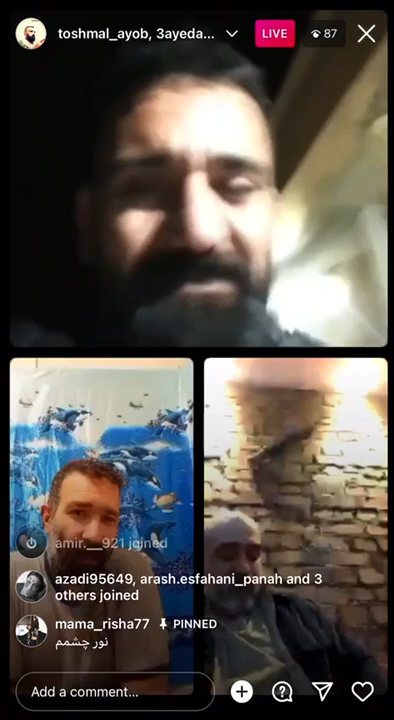 toshmal_ayob, 3ayeda...
LIVE
87
amir.__921 joined
azadi95649, arash.esfahani_panah and 3
others joined
mama_risha77 PINNED
نور چشمم
Add a comment...